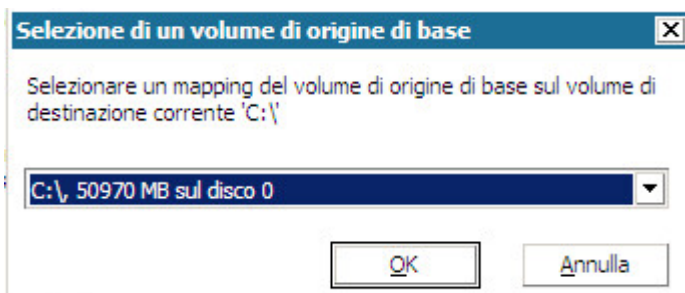 Selezione di un volume di origine di base
Selezionare un mapping del volume di origine di base sul volume di
destinazione corrente 'C:\'
C:\, 50970 MB sul disco 0
OK
Annulla